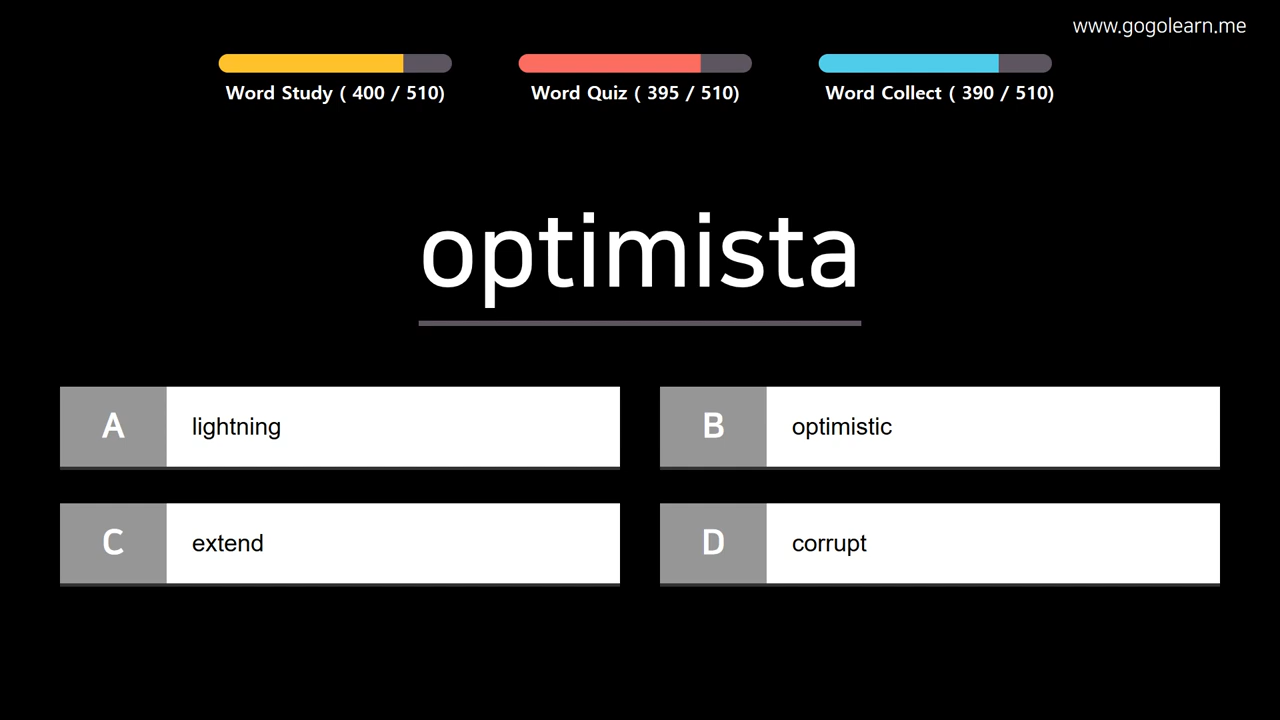 www.gogolearn.me
Word Study ( 400 / 510)
Word Quiz ( 395 / 510)
Word Collect ( 390 / 510)
optimista
A lightning
B optimistic
C extend
D corrupt